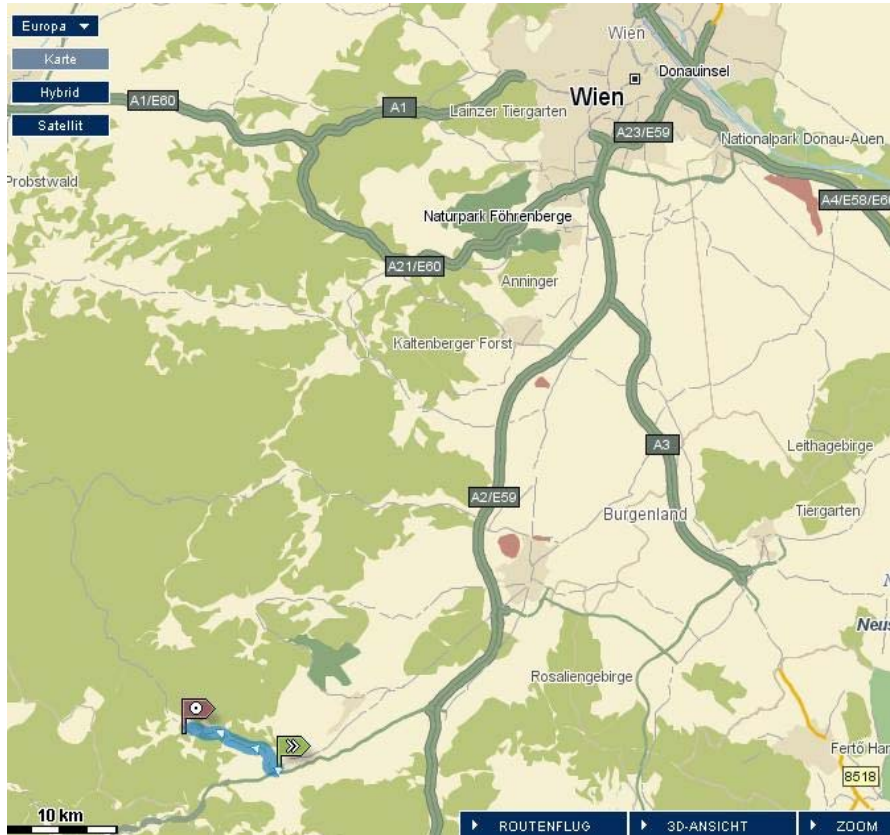 Europa
Karte
Hybrid
Satellit
Wien
Donauinsel
Wien
A1/E60
A1
Lainzer Tiergarten
A23/E59
Nationalpark Donau-Auen
Probstwald
A4/E58/E60
Naturpark Föhrenberge
A21/E60
Anninger
Kaltenberger Forst
A3
Leithagebirge
A2/E59
Burgenland
Tiergarten
N
Neus
Rosaliengebirge
Fertő Han
8518
10 km
ROUTENFLUG
3D-ANSICHT
ZOOM